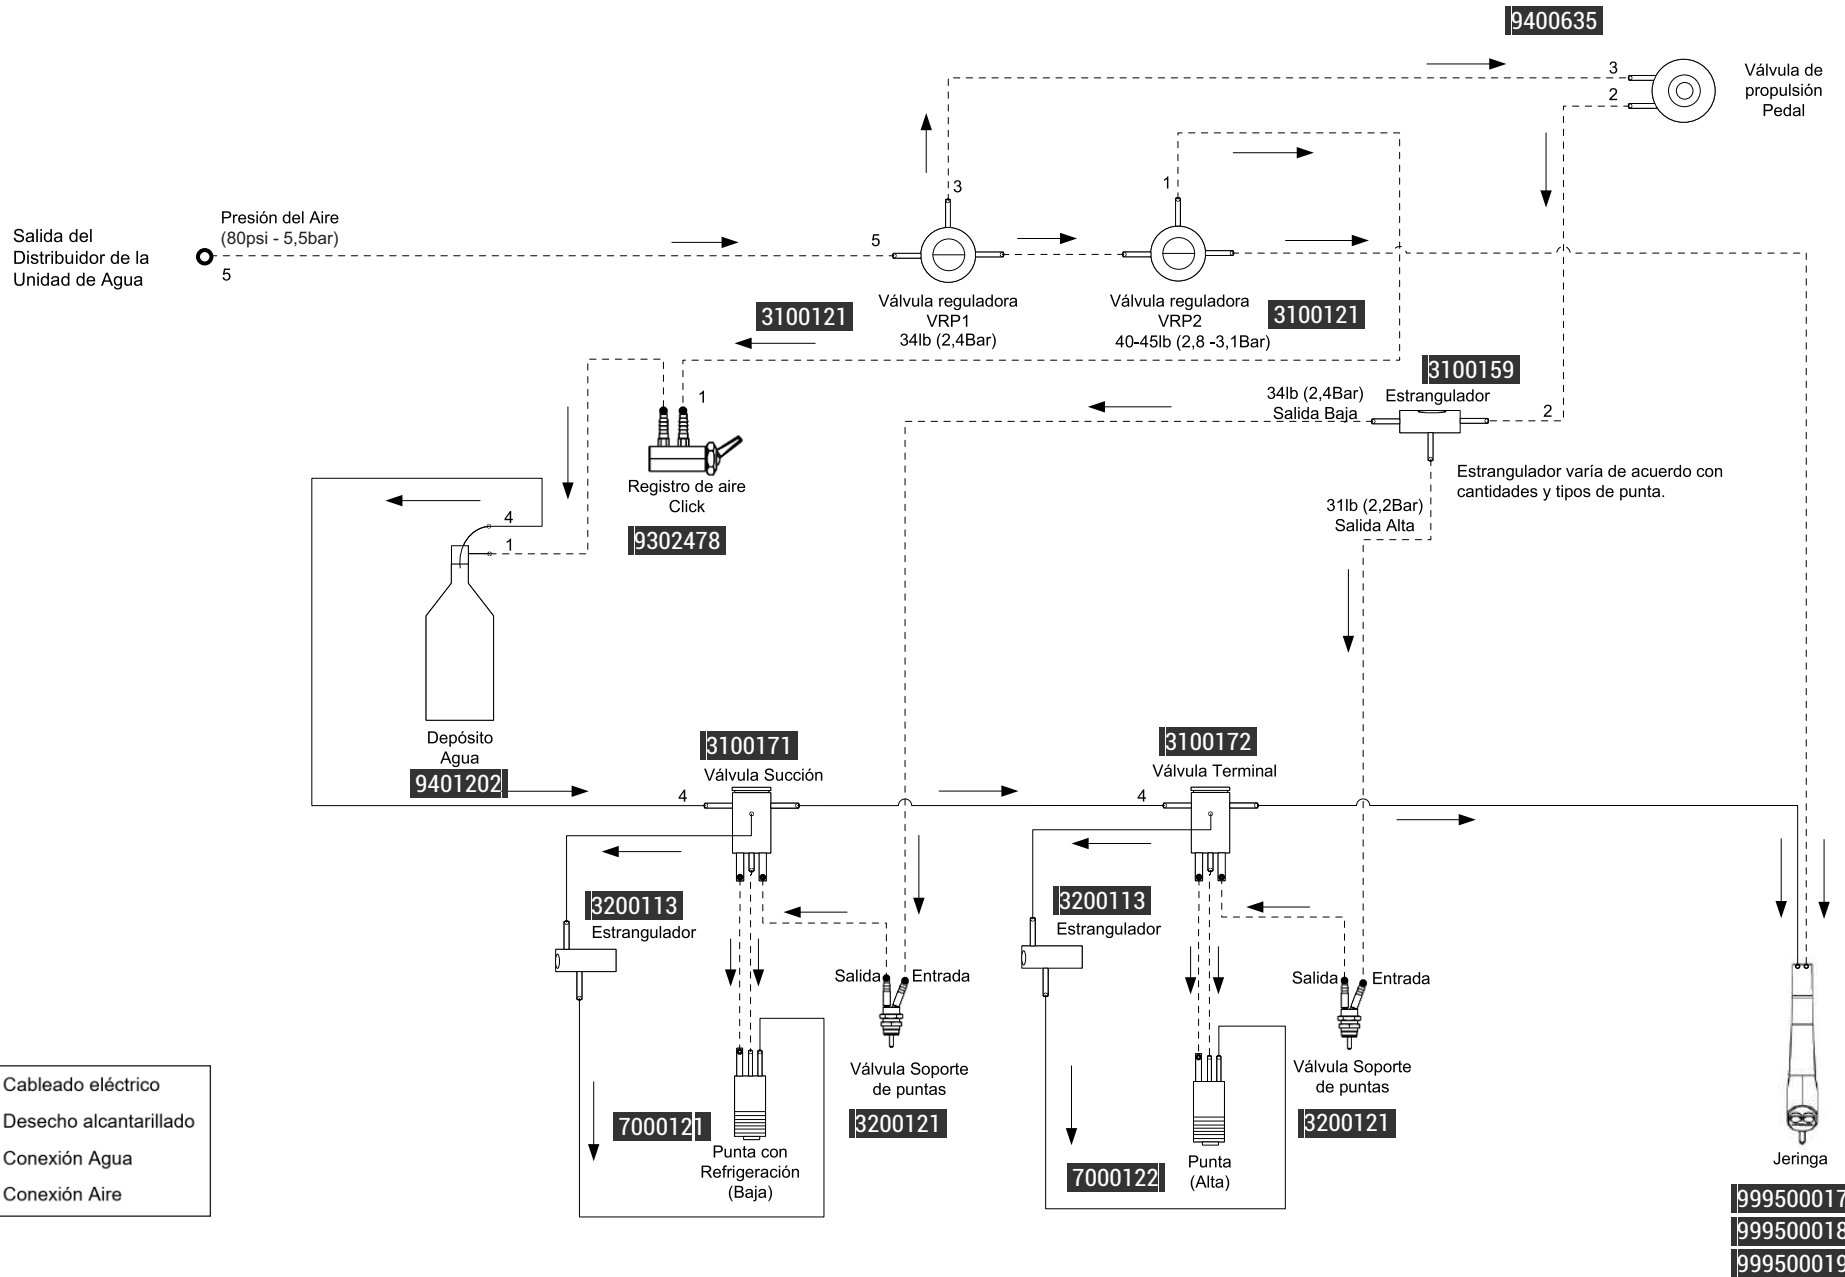 9400635
3
2
Válvula de
propulsión
Pedal
1
3
Salida del
Distribuidor de la
Unidad de Agua
Presión del Aire
(80psi - 5,5bar)
5
5
Válvula reguladora
VRP1
34lb (2,4Bar)
3100121
Válvula reguladora
VRP2
40-45lb (2,8 -3,1Bar)
3100121
3100159
Estrangulador
34lb (2,4Bar)
Salida Baja
2
1
Registro de aire
Click
9302478
Estrangulador varía de acuerdo con
cantidades y tipos de punta.
31lb (2,2Bar)
Salida Alta
4
1
Depósito
Agua
9401202
3100171
Válvula Succión
4
3100172
Válvula Terminal
4
3200113
Estrangulador
3200113
Estrangulador
Salida
Entrada
Salida
Entrada
Válvula Soporte
de puntas
3200121
Válvula Soporte
de puntas
3200121
7000121
Punta con
Refrigeración
(Baja)
7000122
Punta
(Alta)
Jeringa
999500017
999500018
999500019
Cableado eléctrico
Desecho alcantarillado
Conexión Agua
Conexión Aire